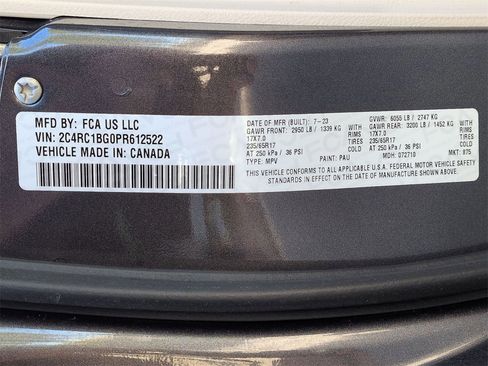 MFD BY: FCA US LLC
VIN: 2C4RC1BG0PR612522
VEHICLE MADE IN: CANADA
DATE OF MFR (BUILT): 7-23 GVWR: 6055 LB / 2747 KG
GAWR FRONT: 2950 LB / 1339 KG WITH GAWR REAR: 3200 LB / 1452 KG WITH
17X7.0 RIMS 17X7.0 RIMS
235/65R17 TIRES 235/65R17 TIRES
AT 250 kPa / 36 PSI COLD AT 250 kPa / 36 PSI COLD
TYPE: MPV PAINT: PAU MDH: 072710 MKT: 875
THIS VEHICLE CONFORMS TO ALL APPLICABLE U.S.A. FEDERAL MOTOR VEHICLE SAFETY
STANDARDS IN EFFECT ON THE DATE OF MANUFACTURE SHOWN ABOVE